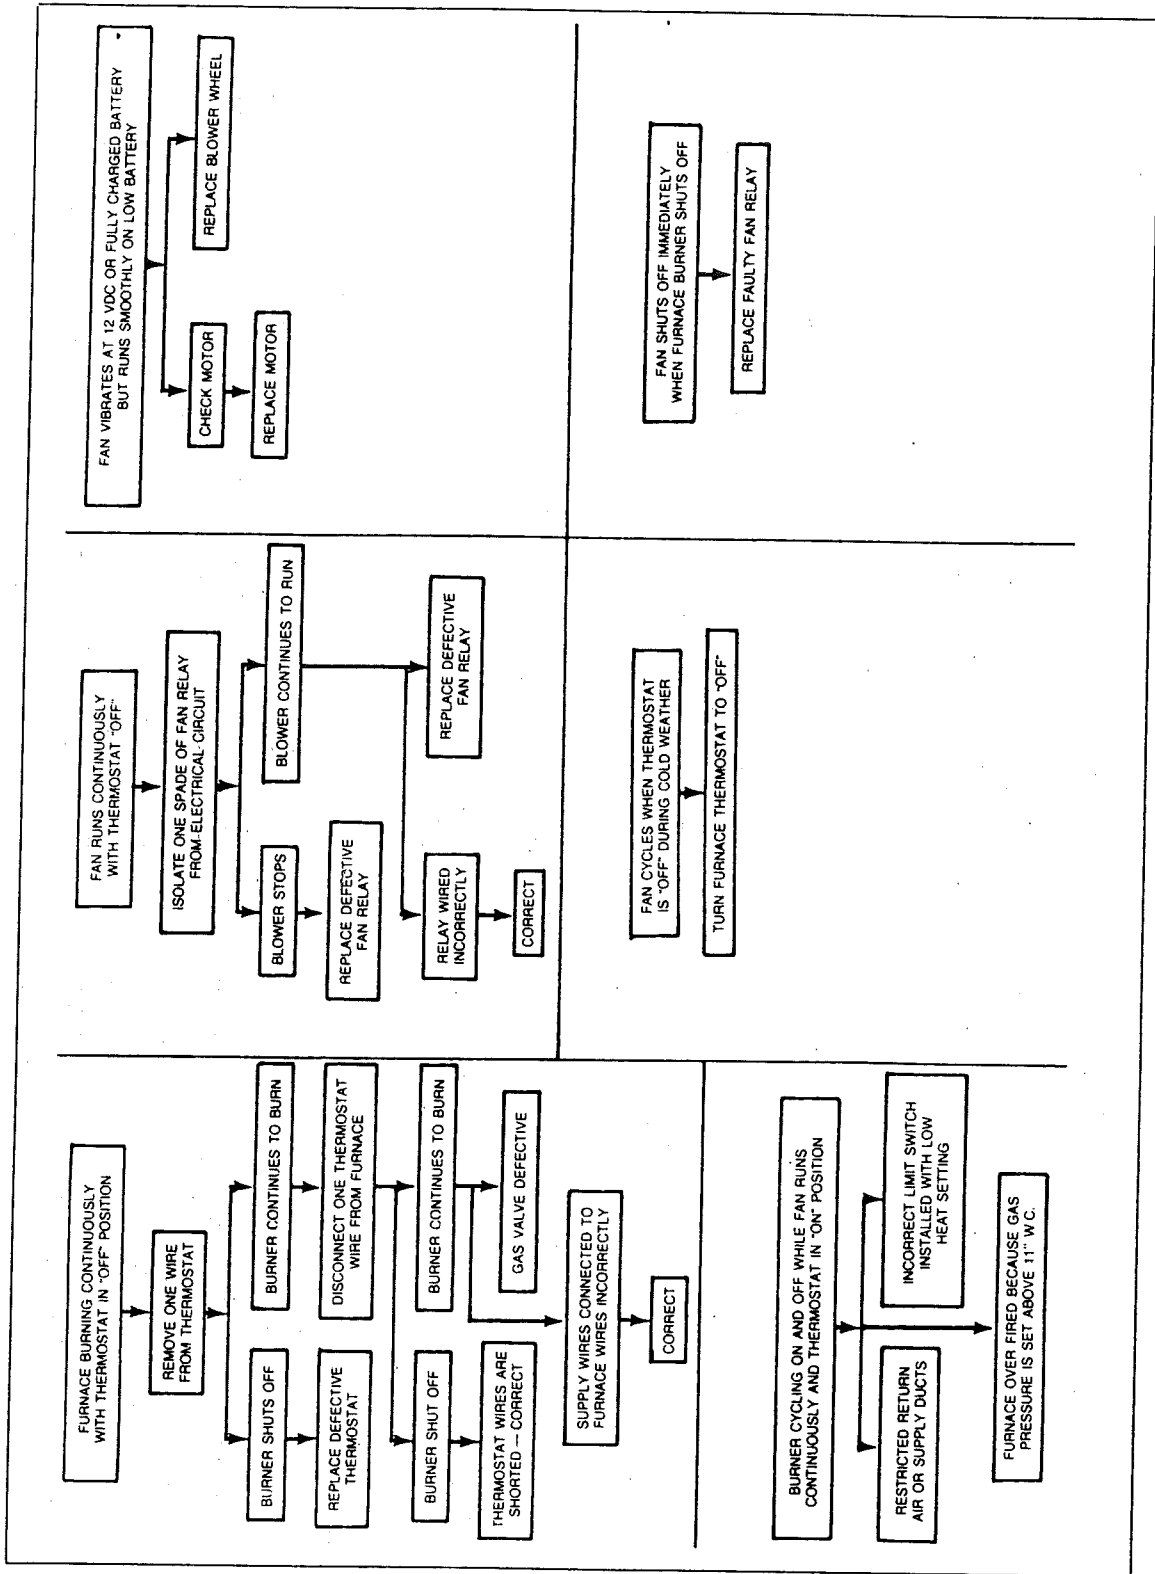 FURNACE BURNING CONTINUOUSLY
WITH THERMOSTAT IN "OFF" POSITION
REMOVE ONE WIRE
FROM THERMOSTAT
BURNER SHUTS OFF
REPLACE DEFECTIVE
THERMOSTAT
BURNER CONTINUES TO BURN
DISCONNECT ONE THERMOSTAT
WIRE FROM FURNACE
BURNER SHUT OFF
THERMOSTAT WIRES ARE
SHORTED — CORRECT
BURNER CONTINUES TO BURN
GAS VALVE DEFECTIVE
SUPPLY WIRES CONNECTED TO
FURNACE WIRES INCORRECTLY
CORRECT
FAN RUNS CONTINUOUSLY
WITH THERMOSTAT "OFF"
ISOLATE ONE SPADE OF FAN RELAY
FROM-ELECTRICAL-CIRCUIT
BLOWER STOPS
REPLACE DEFECTIVE
FAN RELAY
BLOWER CONTINUES TO RUN
RELAY WIRED
INCORRECTLY
CORRECT
REPLACE DEFECTIVE
FAN RELAY
FAN VIBRATES AT 12 VDC OR FULLY CHARGED BATTERY
BUT RUNS SMOOTHLY ON LOW BATTERY
CHECK MOTOR
REPLACE MOTOR
REPLACE BLOWER WHEEL
BURNER CYCLING ON AND OFF WHILE FAN RUNS
CONTINUOUSLY AND THERMOSTAT IN "ON" POSITION
RESTRICTED RETURN
AIR OR SUPPLY DUCTS
INCORRECT LIMIT SWITCH
INSTALLED WITH LOW
HEAT SETTING
FURNACE OVER FIRED BECAUSE GAS
PRESSURE IS SET ABOVE 11" W.C.
FAN CYCLES WHEN THERMOSTAT
IS "OFF" DURING COLD WEATHER
TURN FURNACE THERMOSTAT TO "OFF"
FAN SHUTS OFF IMMEDIATELY
WHEN FURNACE BURNER SHUTS OFF
REPLACE FAULTY FAN RELAY